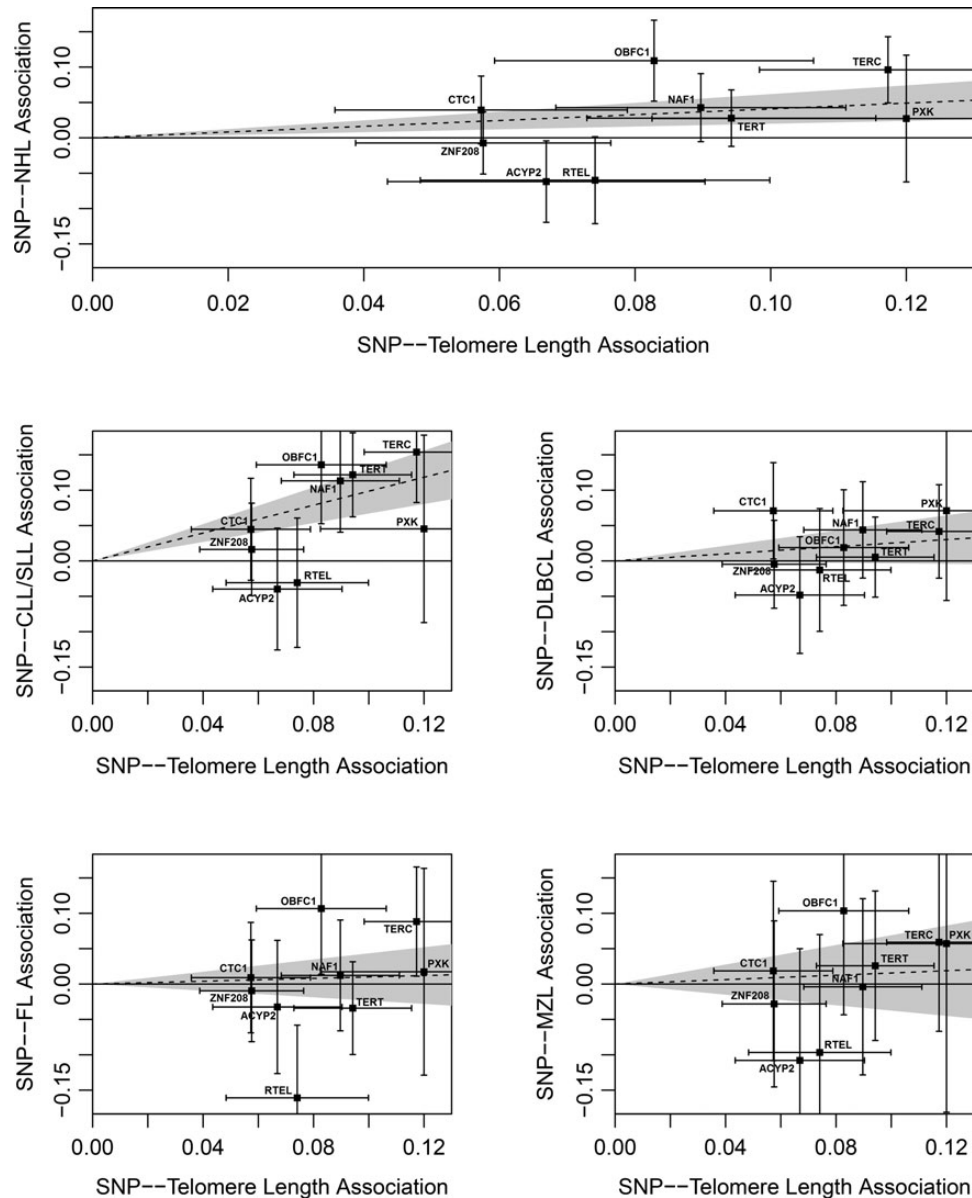 SNP--NHL Association
0.10
0.00
−0.15
OBFC1
TERC
CTC1
NAF1
TERT
PXK
ZNF208
ACYP2
RTEL
0.00 0.02 0.04 0.06 0.08 0.10 0.12
SNP--Telomere Length Association
SNP--CLL/SLL Association
0.10
0.00
−0.15
TERC
OBFC1
TERT
NAF1
CTC1
PXK
ZNF208
RTEL
ACYP2
0.00 0.04 0.08 0.12
SNP--Telomere Length Association
SNP--DLBCL Association
0.10
0.00
−0.15
CTC1
PXK
NAF1
TERC
OBFC1
TERT
ZNF208
RTEL
ACYP2
0.00 0.04 0.08 0.12
SNP--Telomere Length Association
SNP--FL Association
0.10
0.00
−0.15
OBFC1
TERC
CTC1
NAF1
PXK
ZNF208
ACYP2
TERT
RTEL
0.00 0.04 0.08 0.12
SNP--Telomere Length Association
SNP--MZL Association
0.10
0.00
−0.15
OBFC1
TERC
PXK
CTC1
TERT
NAF1
ZNF208
RTEL
ACYP2
0.00 0.04 0.08 0.12
SNP--Telomere Length Association